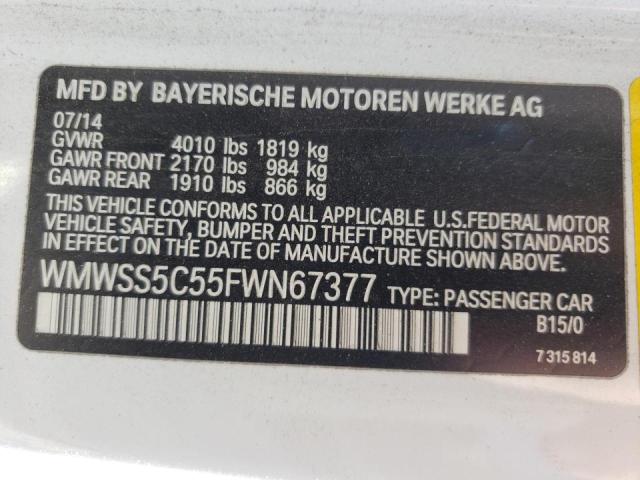 MFD BY BAYERISCHE MOTOREN WERKE AG
07/14
GVWR 4010 lbs 1819 kg
GAWR FRONT 2170 lbs 984 kg
GAWR REAR 1910 lbs 866 kg
THIS VEHICLE CONFORMS TO ALL APPLICABLE U.S.FEDERAL MOTOR
VEHICLE SAFETY, BUMPER AND THEFT PREVENTION STANDARDS
IN EFFECT ON THE DATE OF MANUFACTURE SHOWN ABOVE.
WMWSS5C55FWN67377 TYPE: PASSENGER CAR
B15/0
7 315 814